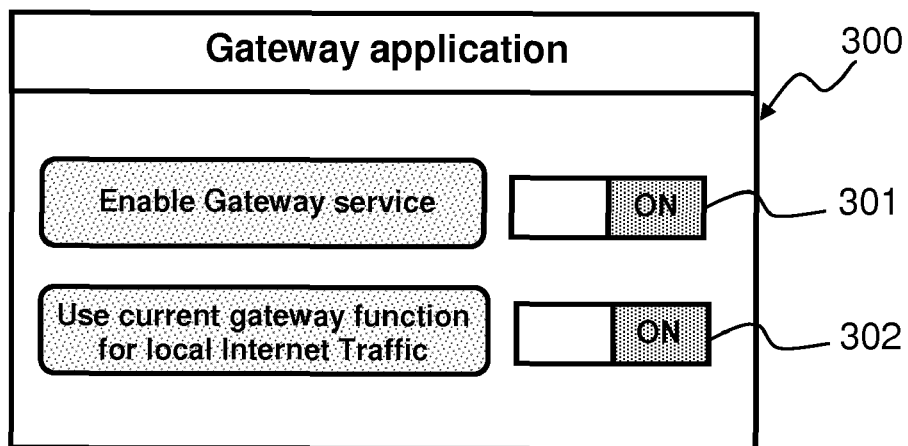 Gateway application
300
Enable Gateway service
ON
301
Use current gateway function
for local Internet Traffic
ON
302